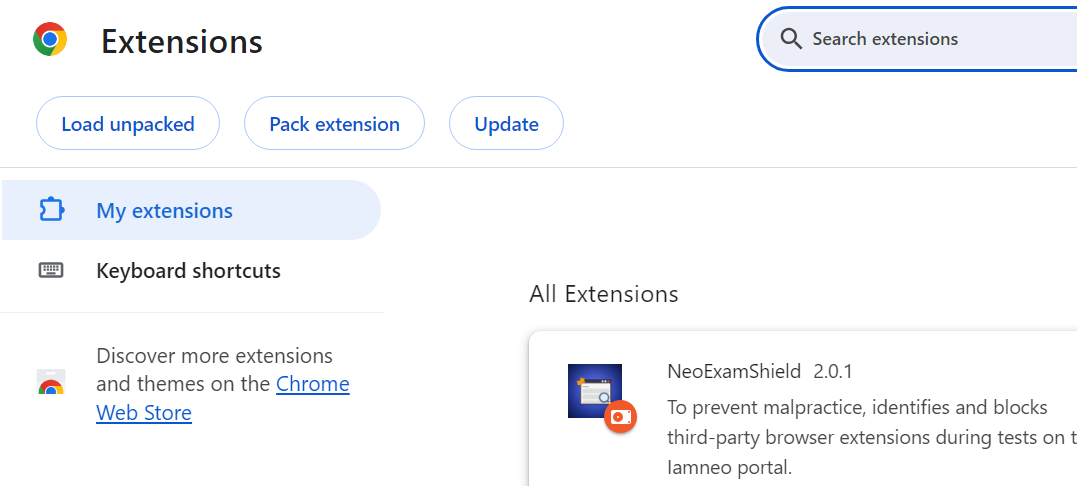 Extensions
Search extensions
Load unpacked
Pack extension
Update
My extensions
Keyboard shortcuts
Discover more extensions
and themes on the Chrome
Web Store
All Extensions
NeoExamShield 2.0.1
To prevent malpractice, identifies and blocks
third-party browser extensions during tests on
Iamneo portal.